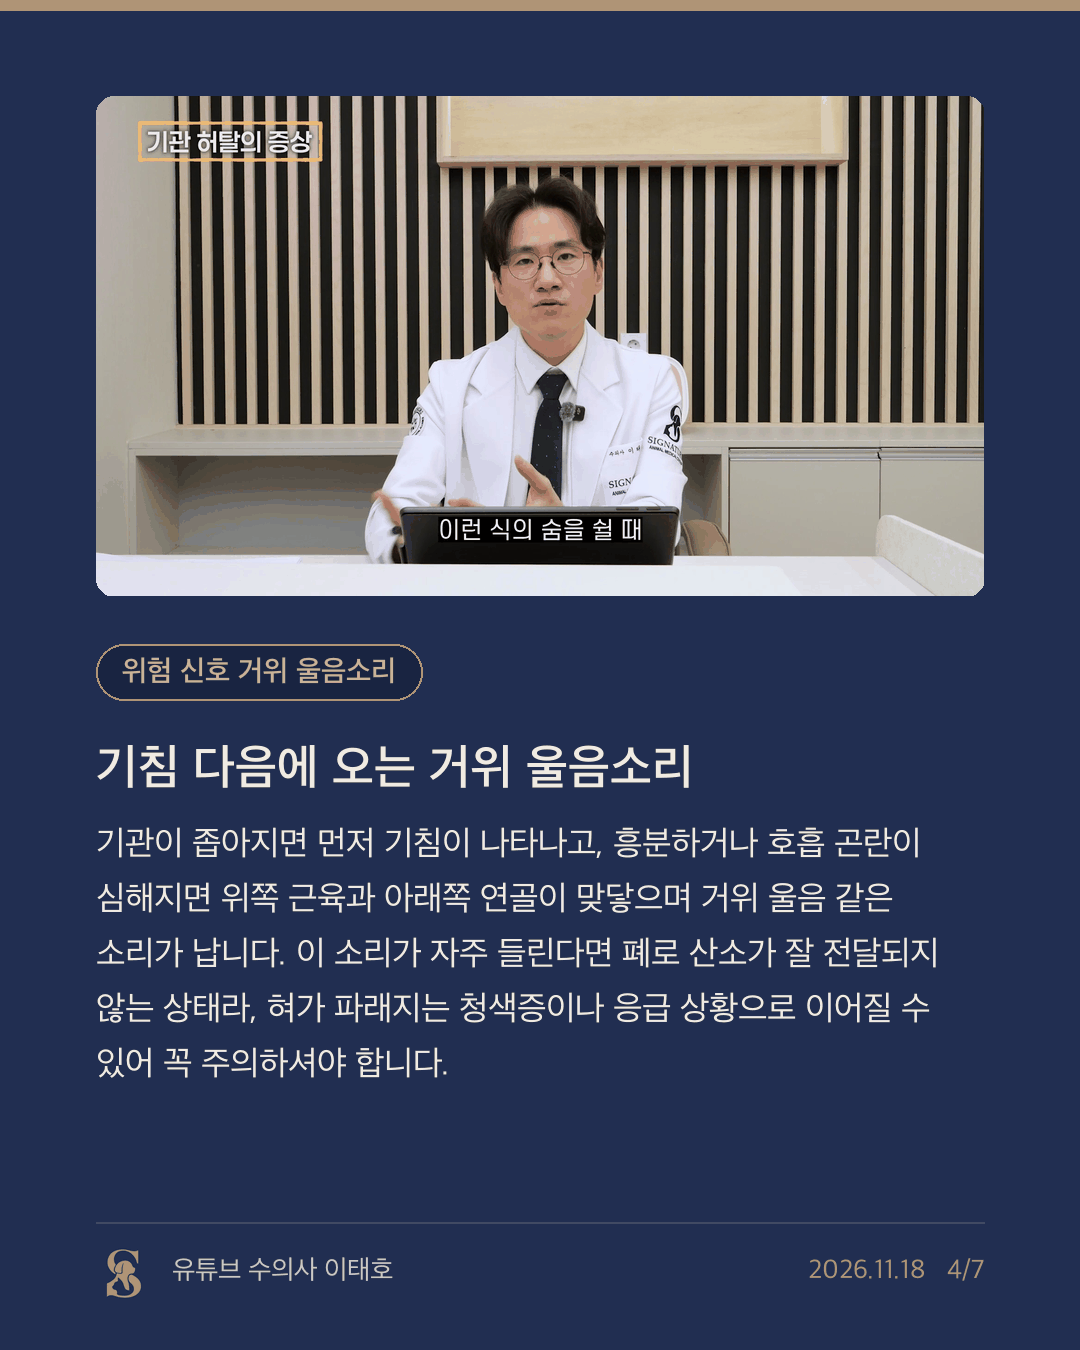 기관 허탈의 증상
SIGNATU
수의사 이
SIGN
이런 식의 숨을 쉴 때
위험 신호 거위 울음소리
기침 다음에 오는 거위 울음소리
기관이 좁아지면 먼저 기침이 나타나고, 흥분하거나 호흡 곤란이
심해지면 위쪽 근육과 아래쪽 연골이 맞닿으며 거위 울음 같은
소리가 납니다. 이 소리가 자주 들린다면 폐로 산소가 잘 전달되지
않는 상태라, 혀가 파래지는 청색증이나 응급 상황으로 이어질 수
있어 꼭 주의하셔야 합니다.
유튜브 수의사 이태호
2026.11.18 4/7